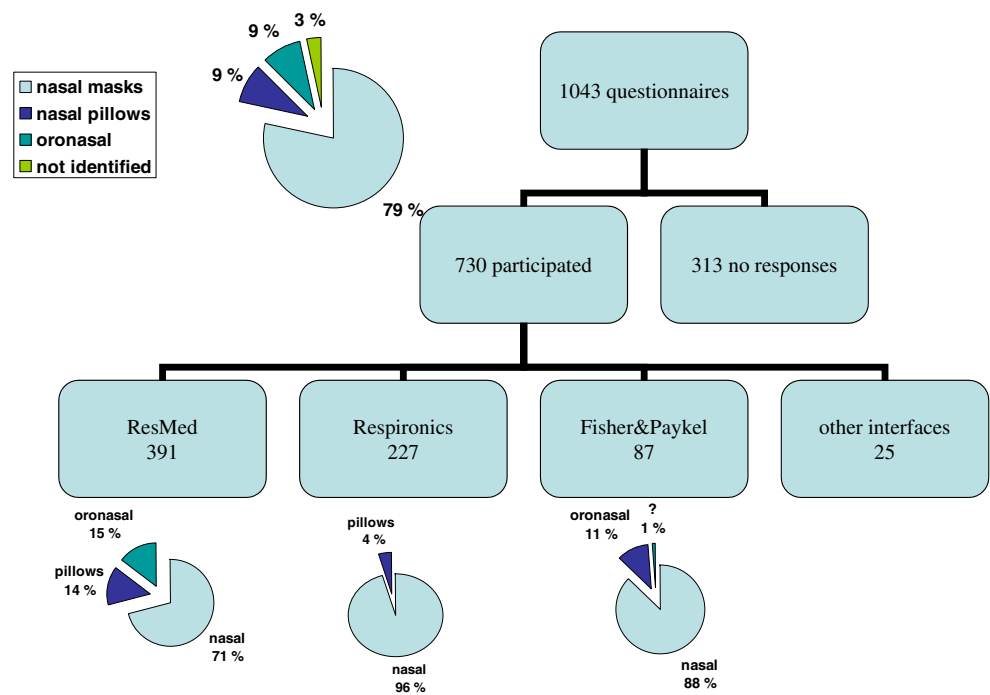 3 %
9 %
9 %
79 %
nasal masks
nasal pillows
oronasal
not identified
1043 questionnaires
730 participated
313 no responses
ResMed
391
Respironics
227
Fisher&Paykel
87
other interfaces
25
oronasal
15 %
pillows
14 %
nasal
71 %
pillows
4 %
nasal
96 %
oronasal
11 %
?
1 %
nasal
88 %